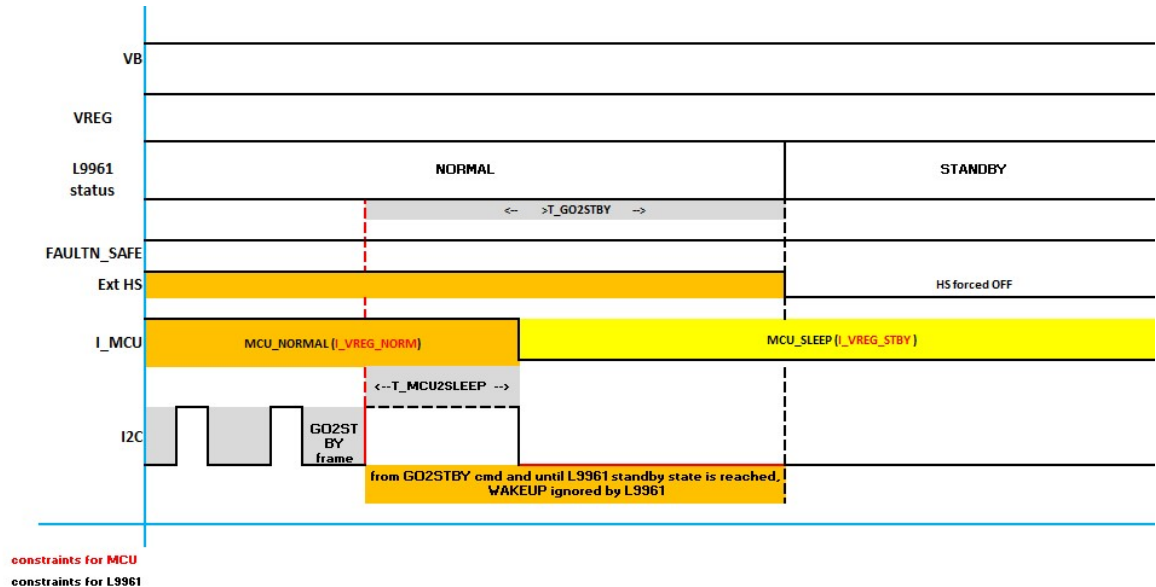 VB
VREG
L9961
status
NORMAL
STANDBY
<-- >T_GO2STBY -->
FAULTN_SAFE
Ext HS
HS forced OFF
I_MCU
MCU_NORMAL (I_VREG_NORM)
MCU_SLEEP (I_VREG_STBY )
<--T_MCU2SLEEP -->
I2C
GO2ST
BY
frame
from GO2STBY cmd and until L9961 standby state is reached,
WAKEUP ignored by L9961
constraints for MCU
constraints for L9961